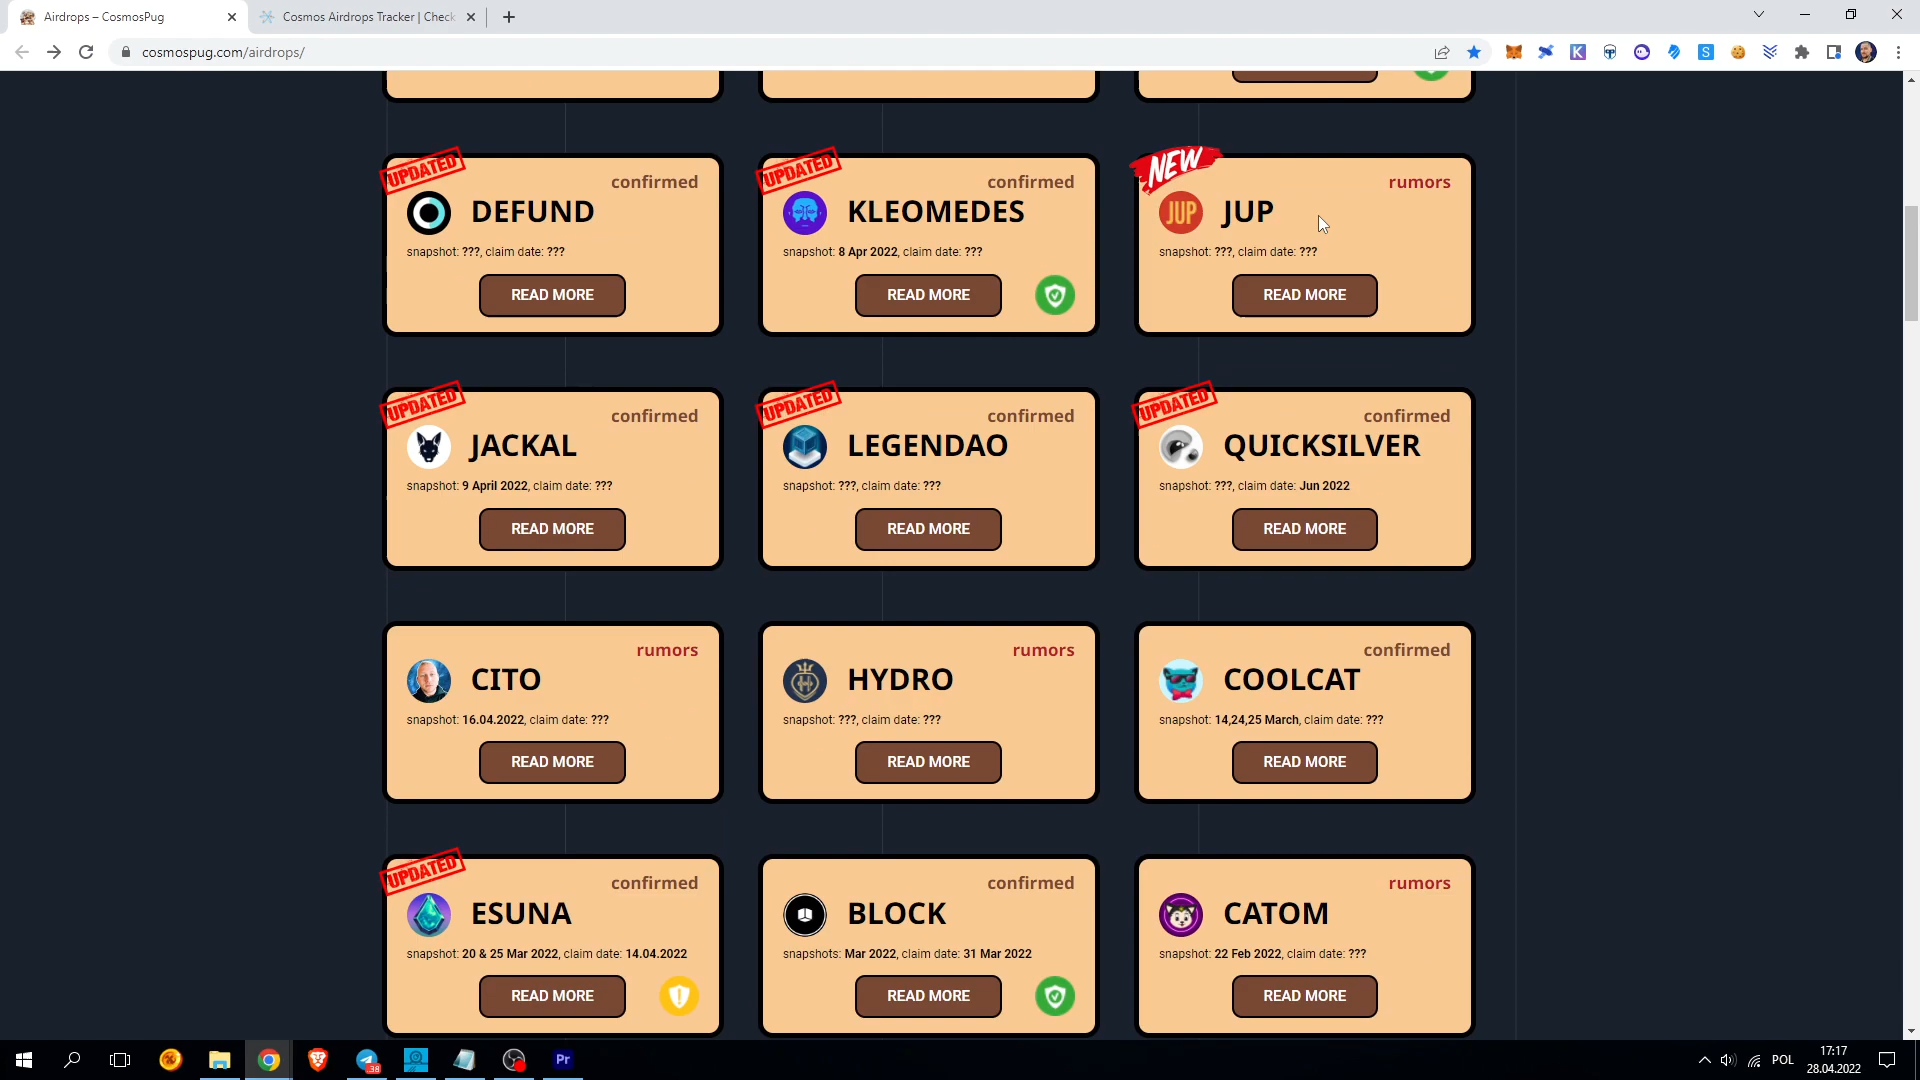 Airdrops – CosmosPug
Cosmos Airdrops Tracker | Check
cosmospug.com/airdrops/
UPDATED
confirmed
DEFUND
snapshot: ???, claim date: ???
READ MORE
UPDATED
confirmed
KLEOMEDES
snapshot: 8 Apr 2022, claim date: ???
READ MORE
NEW
rumors
JUP
JUP
snapshot: ???, claim date: ???
READ MORE
UPDATED
confirmed
JACKAL
snapshot: 9 April 2022, claim date: ???
READ MORE
UPDATED
confirmed
LEGENDAO
snapshot: ???, claim date: ???
READ MORE
UPDATED
confirmed
QUICKSILVER
snapshot: ???, claim date: Jun 2022
READ MORE
rumors
CITO
snapshot: 16.04.2022, claim date: ???
READ MORE
rumors
HYDRO
snapshot: ???, claim date: ???
READ MORE
confirmed
COOLCAT
snapshot: 14,24,25 March, claim date: ???
READ MORE
UPDATED
confirmed
ESUNA
snapshot: 20 & 25 Mar 2022, claim date: 14.04.2022
READ MORE
confirmed
BLOCK
snapshots: Mar 2022, claim date: 31 Mar 2022
READ MORE
rumors
CATOM
snapshot: 22 Feb 2022, claim date: ???
READ MORE
38
Pr
POL
17:17
28.04.2022